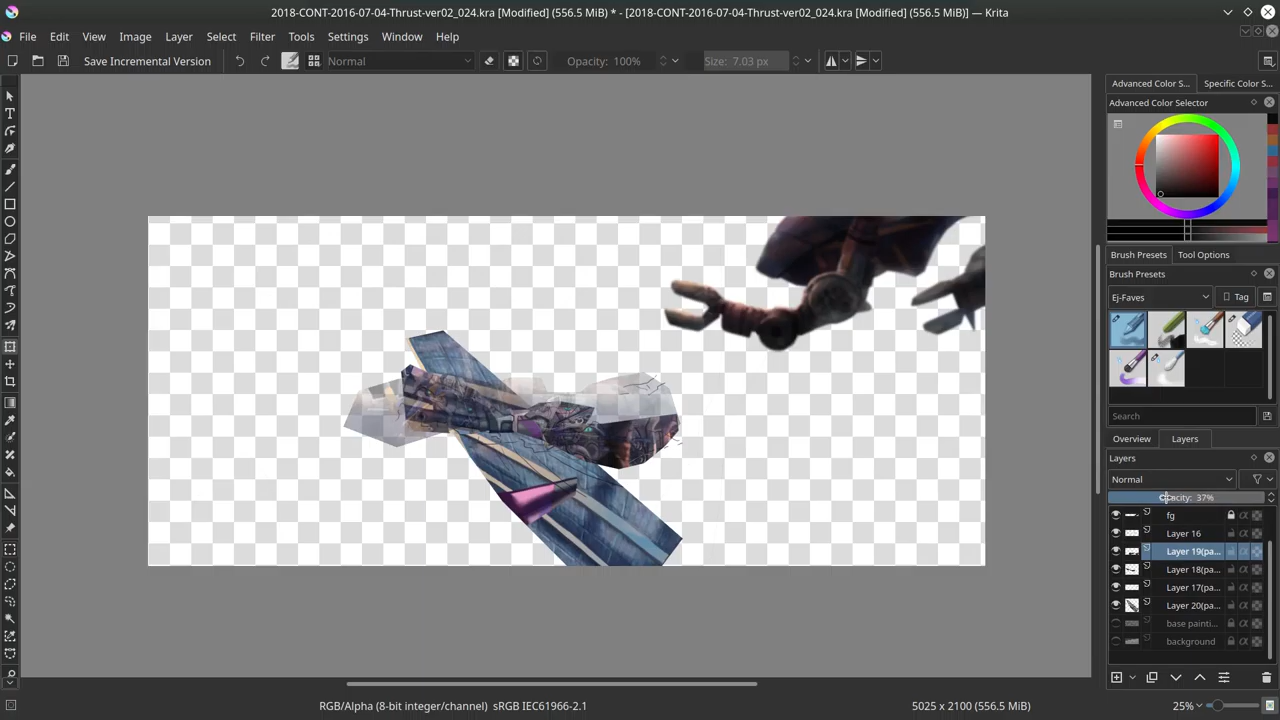 2018-CONT-2016-07-04-Thrust-ver02_024.kra [Modified] (556.5 MiB) * - [2018-CONT-2016-07-04-Thrust-ver02_024.kra [Modified] (556.5 MiB)] — Krita
File Edit View Image Layer Select Filter Tools Settings Window Help
Save Incremental Version Normal Opacity: 100% Size: 7.03 px
Advanced Color S... Specific Color S...
Advanced Color Selector
Brush Presets Tool Options
Brush Presets
Ej-Faves Tag
Search
Overview Layers
Layers
Normal
Opacity: 37%
fg
Layer 16
Layer 19(pa...
Layer 18(pa...
Layer 17(pa...
Layer 20(pa...
base painti...
background
RGB/Alpha (8-bit integer/channel) sRGB IEC61966-2.1 5025 x 2100 (556.5 MiB) 25%